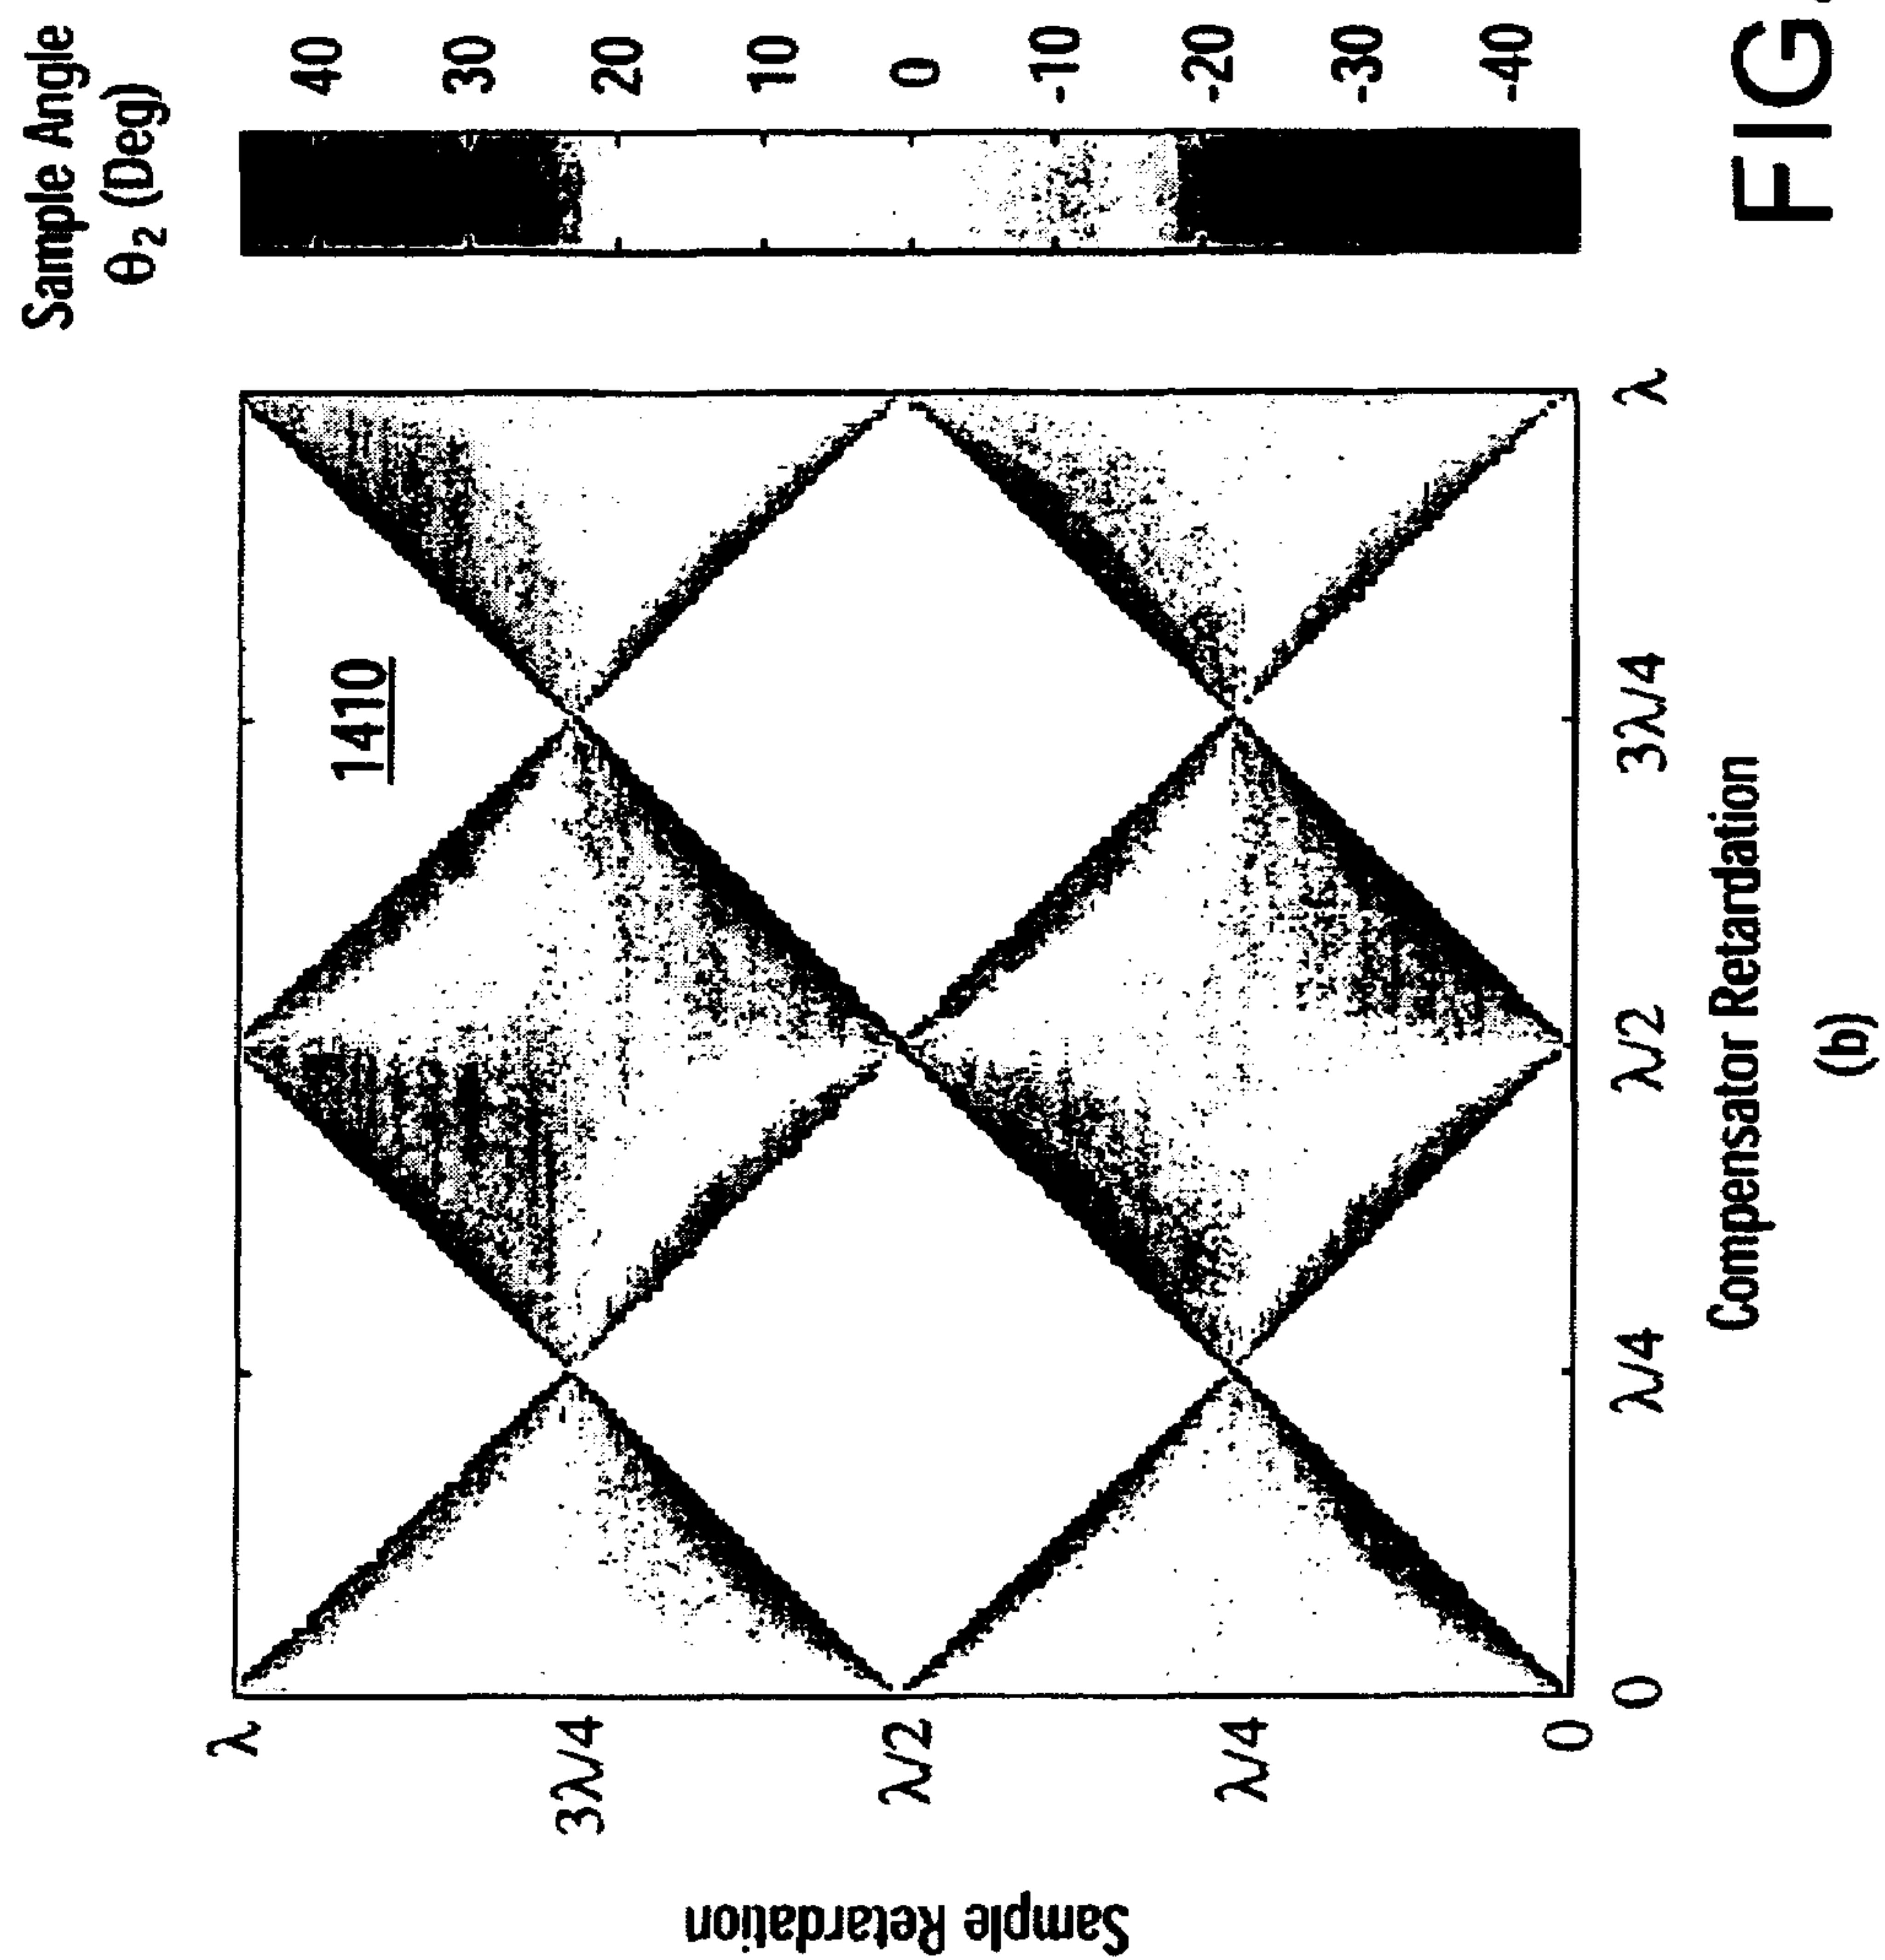 Sample Angle
θ₂ (Deg)
λ
3λ/4
λ/2
λ/4
0
Sample Retardation
1410
40
30
20
10
0
-10
-20
-30
-40
0
λ/4
λ/2
3λ/4
λ
Compensator Retardation
(b)
FIG.